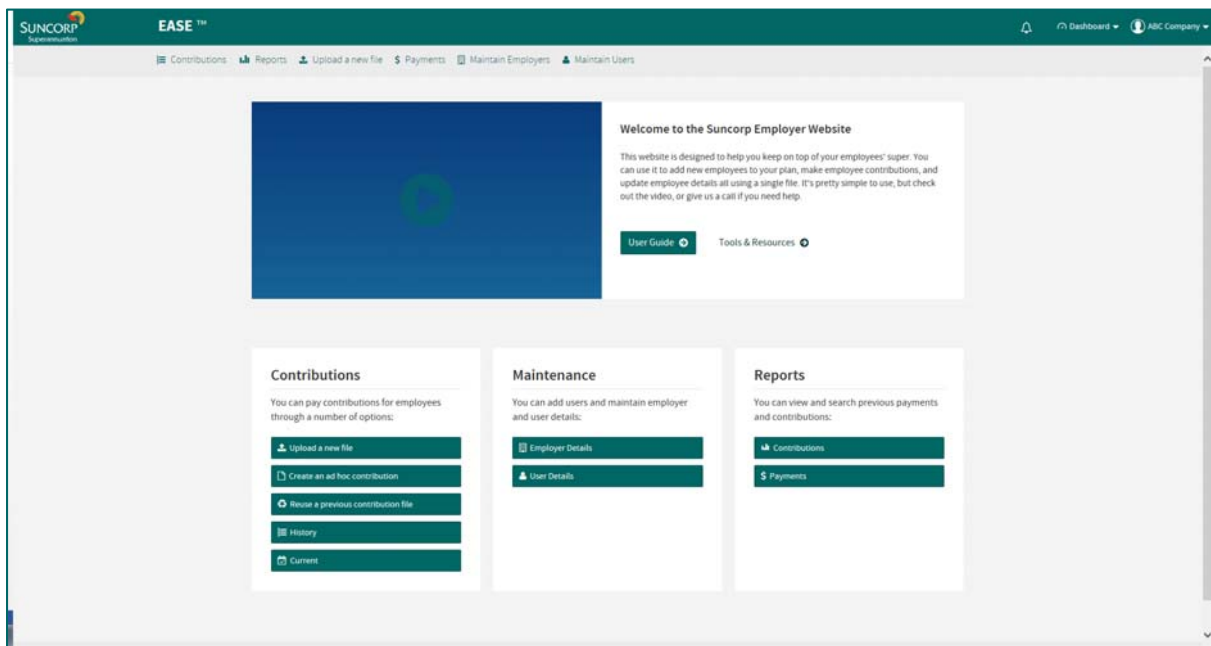 SUNCORP
Superannuation
EASE ™
Dashboard
ABC Company
Contributions Reports Upload a new file $ Payments Maintain Employers Maintain Users
Welcome to the Suncorp Employer Website
This website is designed to help you keep on top of your employees' super. You
can use it to add new employees to your plan, make employee contributions, and
update employee details all using a single file. It's pretty simple to use, but check
out the video, or give us a call if you need help.
User Guide
Tools & Resources
Contributions
You can pay contributions for employees
through a number of options:
Upload a new file
Create an ad hoc contribution
Reuse a previous contribution file
History
Current
Maintenance
You can add users and maintain employer
and user details:
Employer Details
User Details
Reports
You can view and search previous payments
and contributions:
Contributions
$ Payments